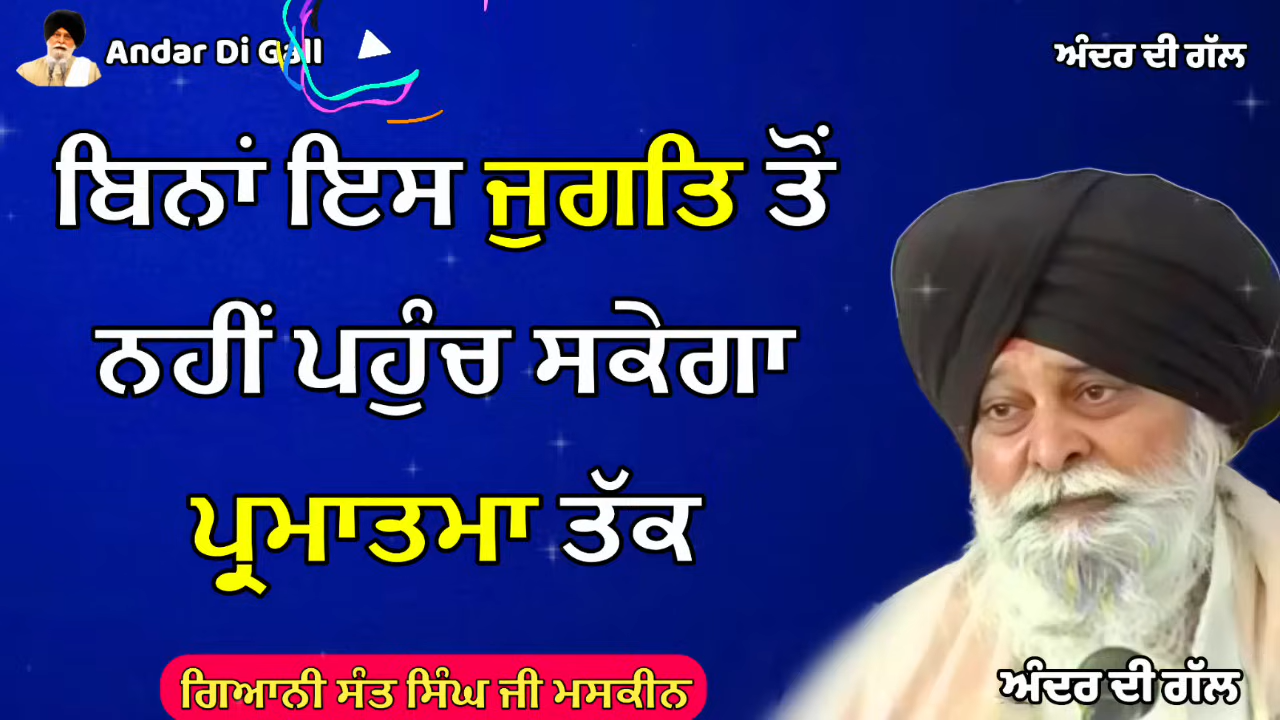 Andar Di Gall
ਅੰਦਰ ਦੀ ਗੱਲ
ਬਿਨਾਂ ਇਸ ਜੁਗਤਿ ਤੋਂ
ਨਹੀਂ ਪਹੁੰਚ ਸਕੇਗਾ
ਪ੍ਰਮਾਤਮਾ ਤੱਕ
ਗਿਆਨੀ ਸੰਤ ਸਿੰਘ ਜੀ ਮਸਕੀਨ
ਅੰਦਰ ਦੀ ਗੱਲ